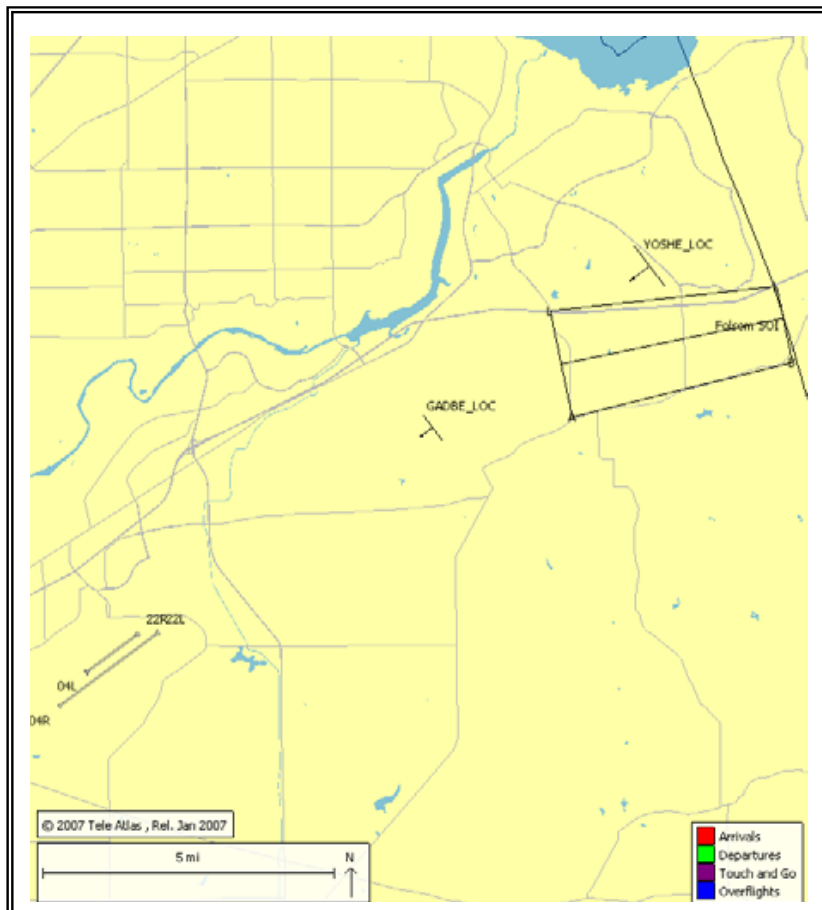 YOSHE_LOC
Folsom SOI
GADBE_LOC
22R22L
04L
04R
© 2007 Tele Atlas , Rel. Jan 2007
5 mi
N
Arrivals
Departures
Touch and Go
Overflights